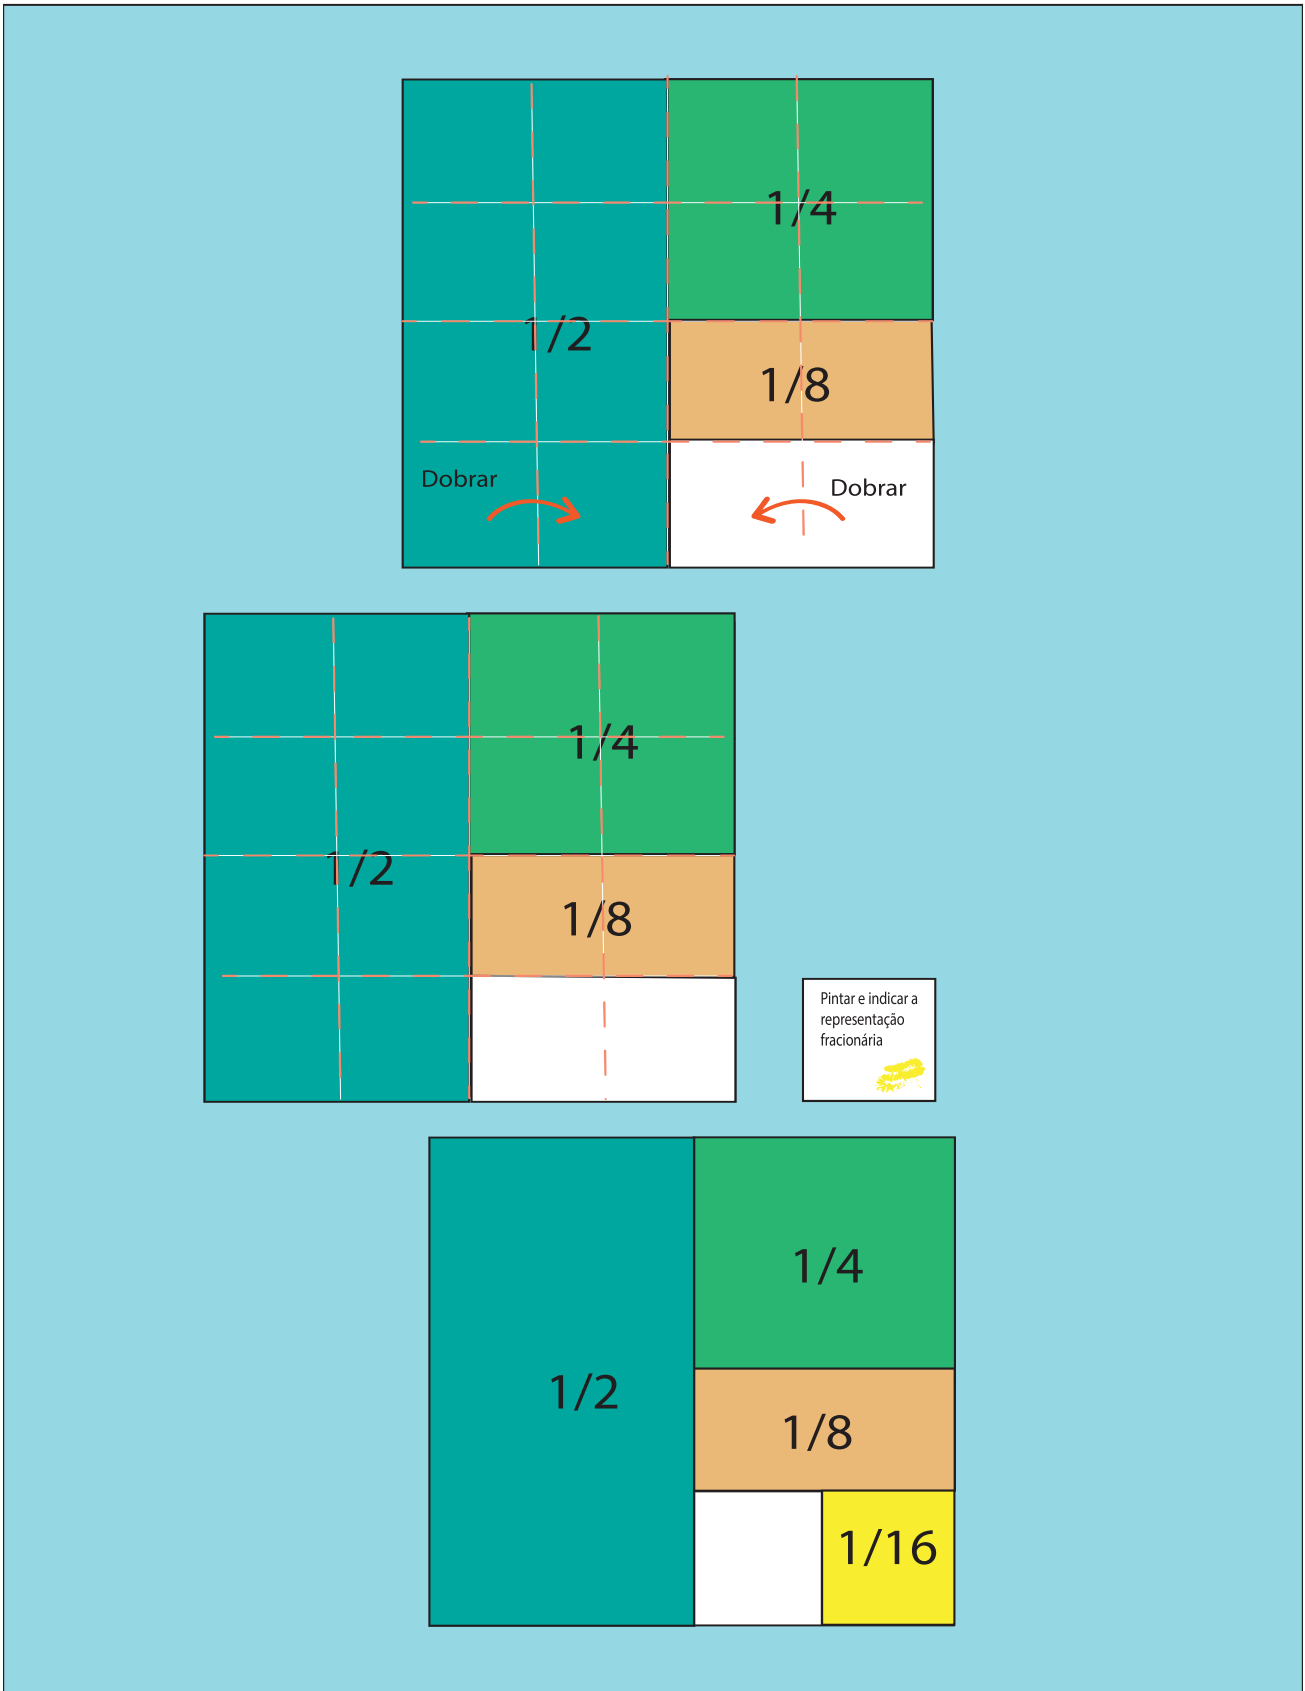 1/4
1/2
1/8
Dobrar
Dobrar
1/4
1/2
1/8
Pintar e indicar a
representação
fracionária
1/4
1/2
1/8
1/16